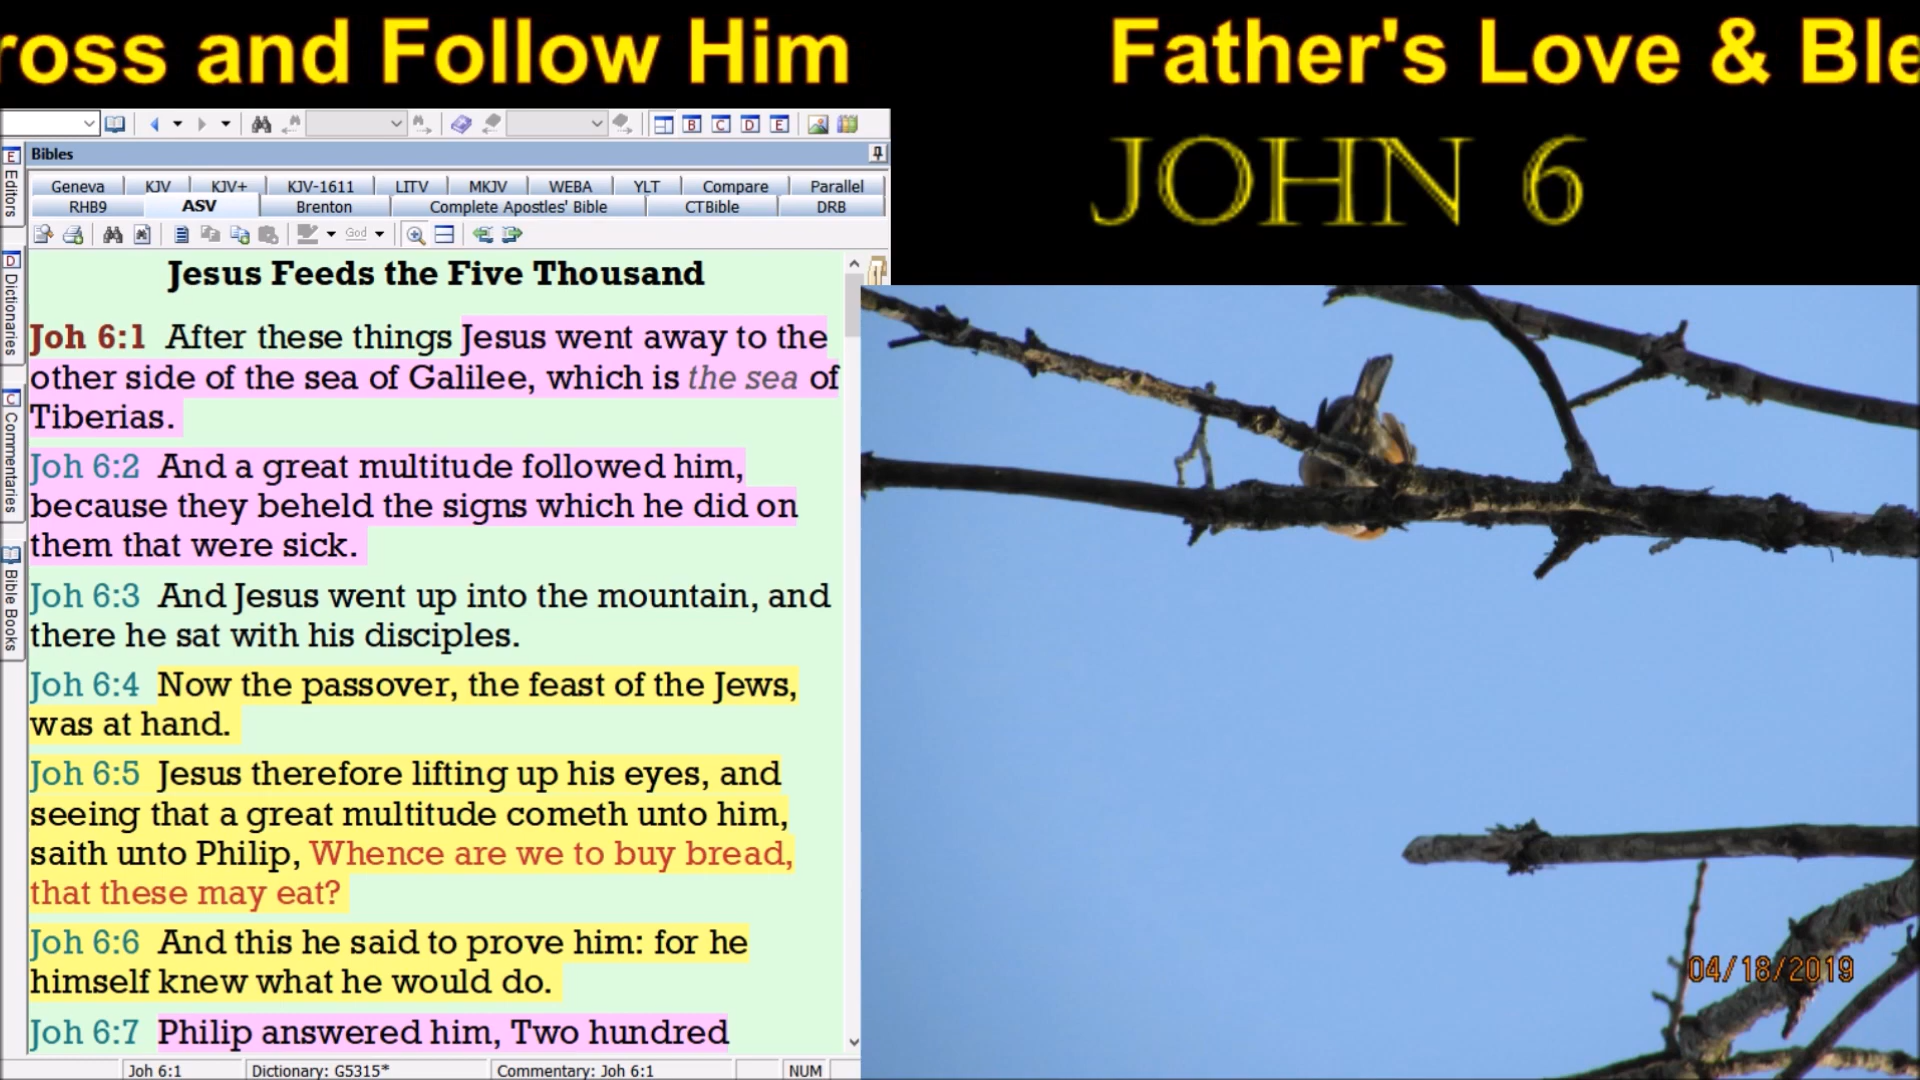 ross and Follow Him
Father's Love & Ble
JOHN 6
B C D E
Bibles
Geneva KJV KJV+ KJV-1611 LITV MKJV WEBA YLT Compare Parallel
RHB9 ASV Brenton Complete Apostles' Bible CTBible DRB
God
E Editors
D Dictionaries
C Commentaries
Bible Books
Jesus Feeds the Five Thousand
Joh 6:1 After these things Jesus went away to the
other side of the sea of Galilee, which is the sea of
Tiberias.
Joh 6:2 And a great multitude followed him,
because they beheld the signs which he did on
them that were sick.
Joh 6:3 And Jesus went up into the mountain, and
there he sat with his disciples.
Joh 6:4 Now the passover, the feast of the Jews,
was at hand.
Joh 6:5 Jesus therefore lifting up his eyes, and
seeing that a great multitude cometh unto him,
saith unto Philip, Whence are we to buy bread,
that these may eat?
Joh 6:6 And this he said to prove him: for he
himself knew what he would do.
Joh 6:7 Philip answered him, Two hundred
Joh 6:1 Dictionary: G5315* Commentary: Joh 6:1 NUM
04/18/2019